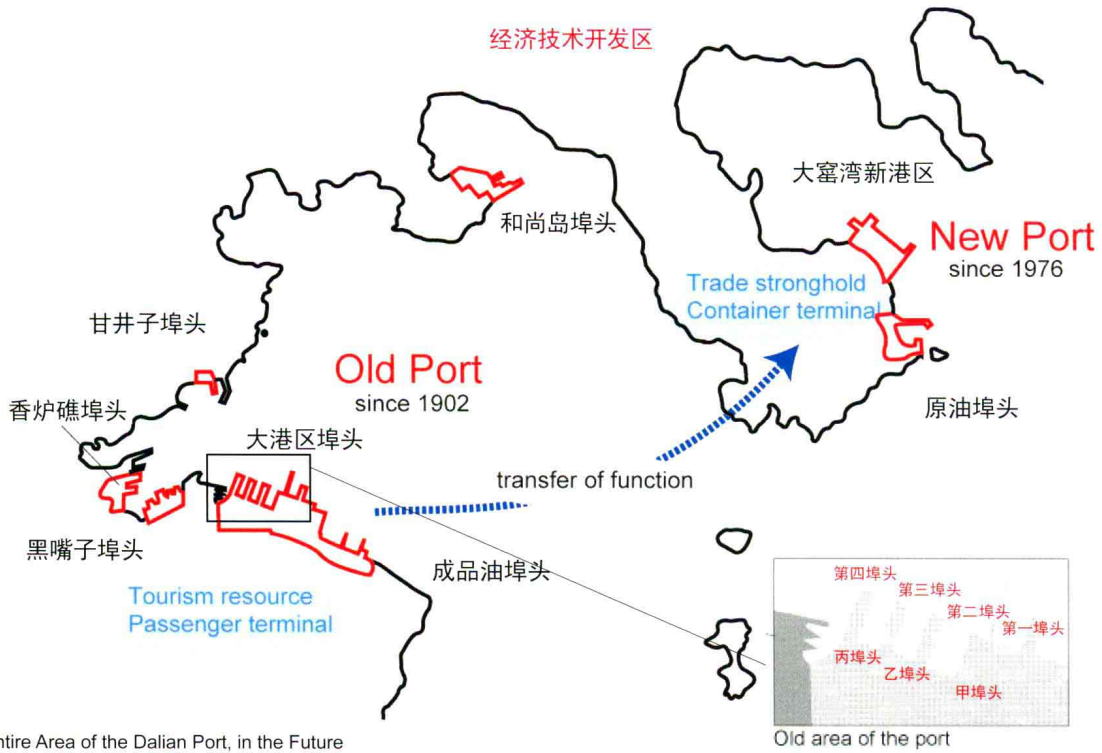 经济技术开发区
大窑湾新港区
和尚岛埠头
New Port
since 1976
Trade stronghold
Container terminal
甘井子埠头
Old Port
since 1902
香炉礁埠头
原油埠头
大港区埠头
transfer of function
黑嘴子埠头
成品油埠头
Tourism resource
Passenger terminal
第四埠头
第三埠头
第二埠头
第一埠头
丙埠头
乙埠头
甲埠头
Old area of the port
ntire Area of the Dalian Port, in the Future